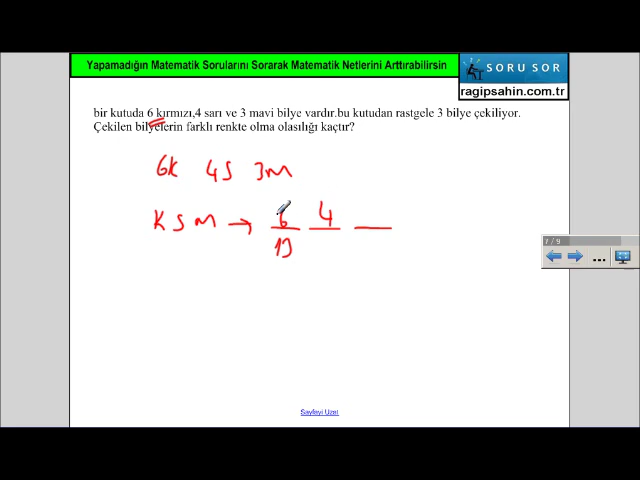 Yapamadığın Matematik Sorularını Sorarak Matematik Netlerini Arttırabilirsin
SORU SOR
ragipsahin.com.tr
bir kutuda 6 kırmızı,4 sarı ve 3 mavi bilye vardır.bu kutudan rastgele 3 bilye çekiliyor.
Çekilen bilyelerin farklı renkte olma olasılığı kaçtır?
6K 4S 3M
K S M → 6 4
13
7 / 9
...
Sayfayı Uzat